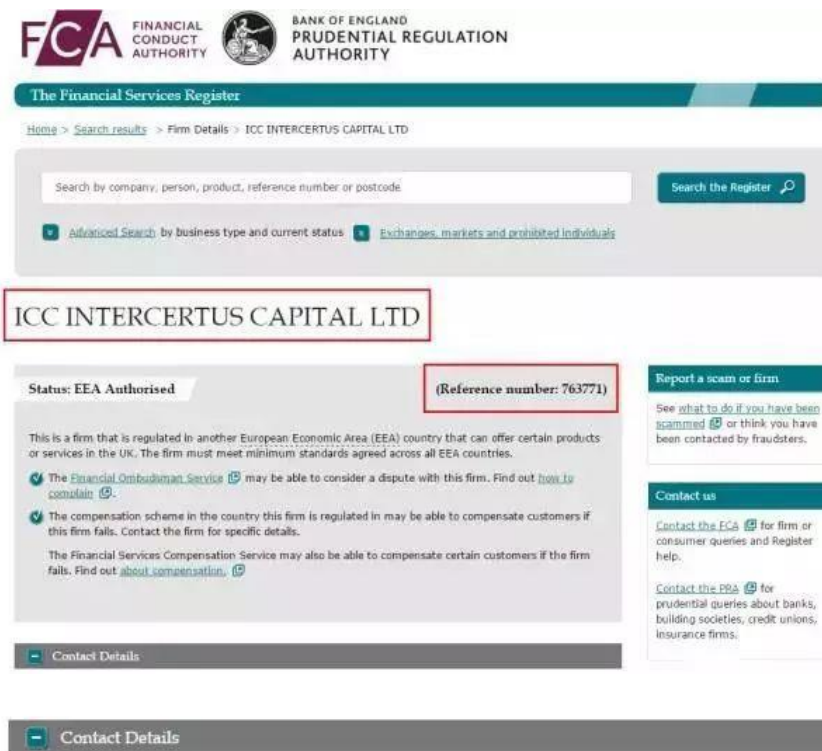 FCA FINANCIAL
CONDUCT
AUTHORITY
BANK OF ENGLAND
PRUDENTIAL REGULATION
AUTHORITY
The Financial Services Register
Home > Search results > Firm Details > ICC INTERCERTUS CAPITAL LTD
Search by company, person, product, reference number or postcode
Search the Register
Advanced Search by business type and current status
Exchanges, markets and prohibited individuals
ICC INTERCERTUS CAPITAL LTD
Status: EEA Authorised
(Reference number: 763771)
This is a firm that is regulated in another European Economic Area (EEA) country that can offer certain products
or services in the UK. The firm must meet minimum standards agreed across all EEA countries.
The Financial Ombudsman Service may be able to consider a dispute with this firm. Find out how to
complain.
The compensation scheme in the country this firm is regulated in may be able to compensate customers if
this firm fails. Contact the firm for specific details.
The Financial Services Compensation Service may also be able to compensate certain customers if the firm
fails. Find out about compensation.
Contact Details
Report a scam or firm
See what to do if you have been
scammed or think you have
been contacted by fraudsters.
Contact us
Contact the FCA for firm or
consumer queries and Register
help.
Contact the PRA for
prudential queries about banks,
building societies, credit unions,
insurance firms.
Contact Details